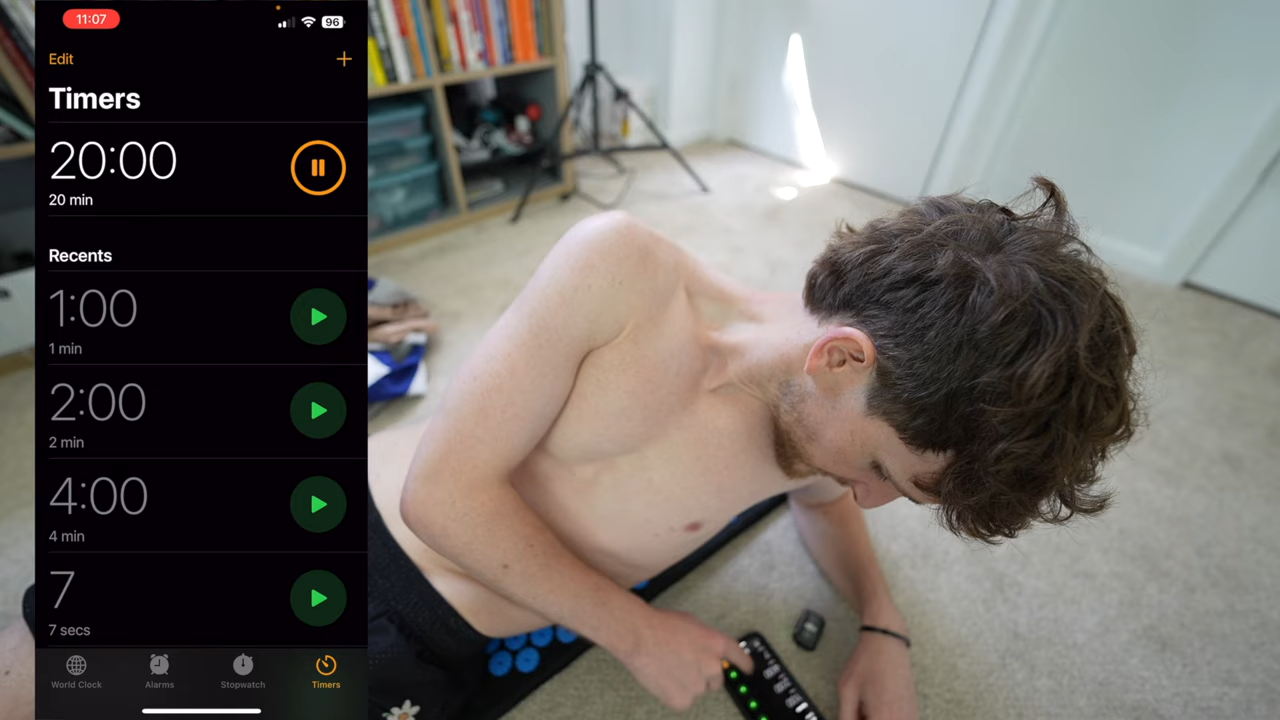 11:07
96
Edit
Timers
20:00
20 min
Recents
1:00
1 min
2:00
2 min
4:00
4 min
7
7 secs
World Clock
Alarms
Stopwatch
Timers